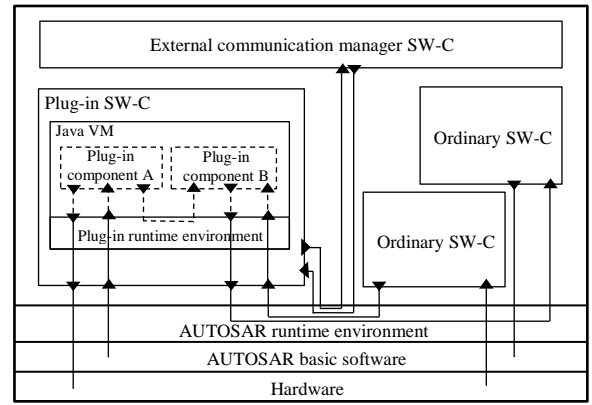 External communication manager SW-C
Plug-in SW-C
Java VM
Plug-in
component A
Plug-in
component B
Plug-in runtime environment
Ordinary SW-C
Ordinary SW-C
AUTOSAR runtime environment
AUTOSAR basic software
Hardware